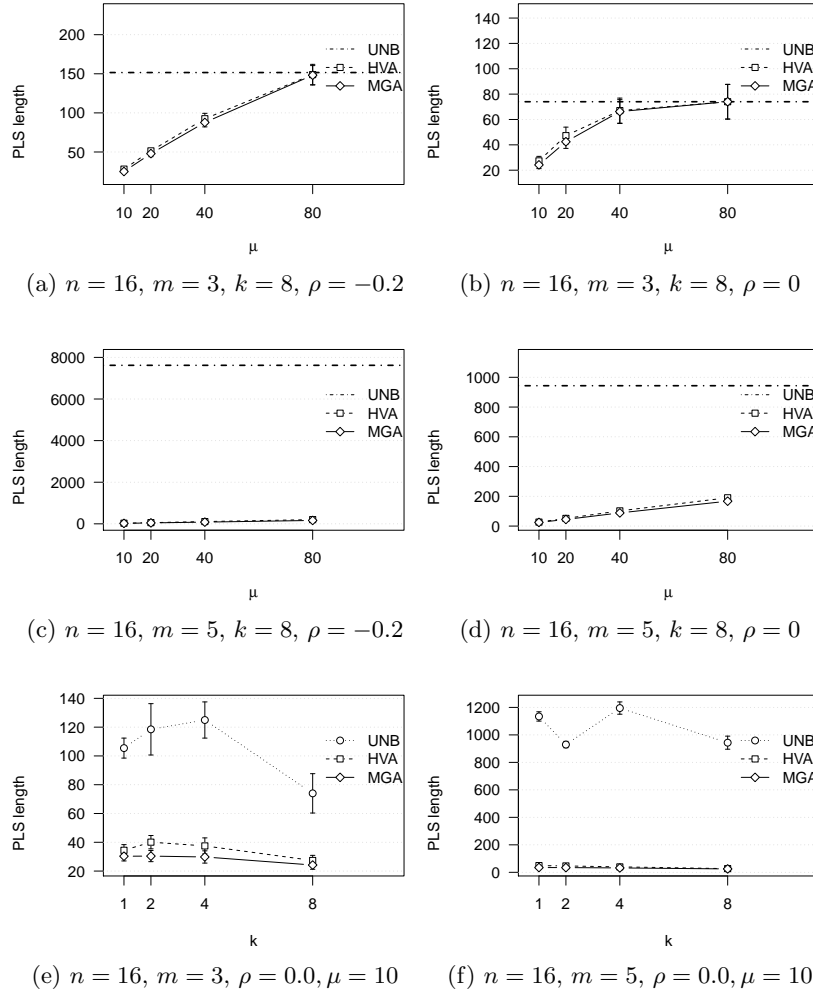 200
150
100
50
PLS length
UNB
HVA
MGA
10 20 40 80
μ
(a) n = 16, m = 3, k = 8, ρ = −0.2
140
120
100
80
60
40
20
PLS length
UNB
HVA
MGA
10 20 40 80
μ
(b) n = 16, m = 3, k = 8, ρ = 0
8000
6000
4000
2000
0
PLS length
UNB
HVA
MGA
10 20 40 80
μ
(c) n = 16, m = 5, k = 8, ρ = −0.2
1000
800
600
400
200
0
PLS length
UNB
HVA
MGA
10 20 40 80
μ
(d) n = 16, m = 5, k = 8, ρ = 0
140
120
100
80
60
40
20
PLS length
UNB
HVA
MGA
1 2 4 8
k
(e) n = 16, m = 3, ρ = 0.0, μ = 10
1200
1000
800
600
400
200
0
PLS length
UNB
HVA
MGA
1 2 4 8
k
(f) n = 16, m = 5, ρ = 0.0, μ = 10